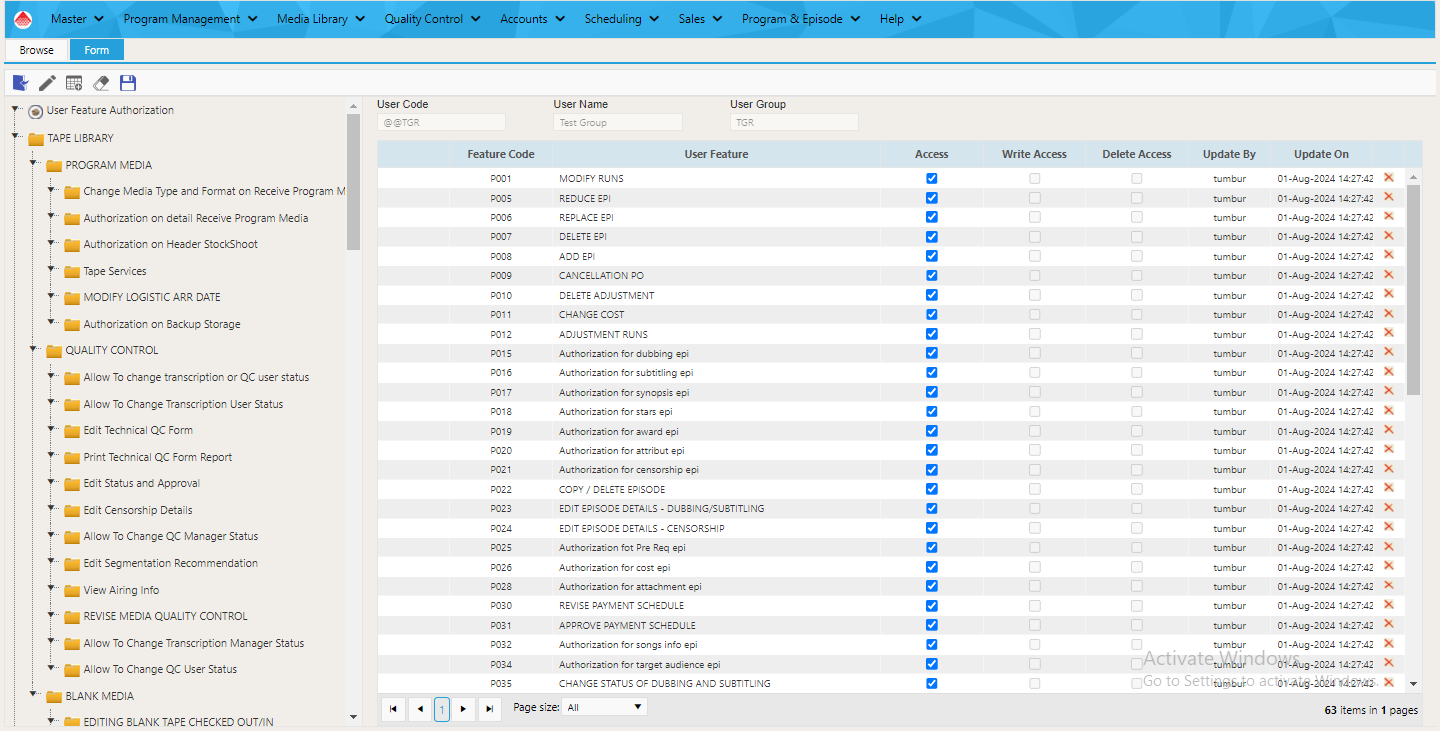 Master Program Management Media Library Quality Control Accounts Scheduling Sales Program & Episode Help
Browse Form
User Feature Authorization
TAPE LIBRARY
PROGRAM MEDIA
Change Media Type and Format on Receive Program M
Authorization on detail Receive Program Media
Authorization on Header StockShoot
Tape Services
MODIFY LOGISTIC ARR DATE
Authorization on Backup Storage
QUALITY CONTROL
Allow To change transcription or QC user status
Allow To Change Transcription User Status
Edit Technical QC Form
Print Technical QC Form Report
Edit Status and Approval
Edit Censorship Details
Allow To Change QC Manager Status
Edit Segmentation Recommendation
View Airing Info
REVISE MEDIA QUALITY CONTROL
Allow To Change Transcription Manager Status
Allow To Change QC User Status
BLANK MEDIA
EDITING BLANK TAPE CHECKED OUT/IN
User Code User Name User Group
@@TGR Test Group TGR
Feature Code User Feature Access Write Access Delete Access Update By Update On
P001 MODIFY RUNS tumbur 01-Aug-2024 14:27:42
P005 REDUCE EPI tumbur 01-Aug-2024 14:27:42
P006 REPLACE EPI tumbur 01-Aug-2024 14:27:42
P007 DELETE EPI tumbur 01-Aug-2024 14:27:42
P008 ADD EPI tumbur 01-Aug-2024 14:27:42
P009 CANCELLATION PO tumbur 01-Aug-2024 14:27:42
P010 DELETE ADJUSTMENT tumbur 01-Aug-2024 14:27:42
P011 CHANGE COST tumbur 01-Aug-2024 14:27:42
P012 ADJUSTMENT RUNS tumbur 01-Aug-2024 14:27:42
P015 Authorization for dubbing epi tumbur 01-Aug-2024 14:27:42
P016 Authorization for subtitling epi tumbur 01-Aug-2024 14:27:42
P017 Authorization for synopsis epi tumbur 01-Aug-2024 14:27:42
P018 Authorization for stars epi tumbur 01-Aug-2024 14:27:42
P019 Authorization for award epi tumbur 01-Aug-2024 14:27:42
P020 Authorization for attribut epi tumbur 01-Aug-2024 14:27:42
P021 Authorization for censorship epi tumbur 01-Aug-2024 14:27:42
P022 COPY / DELETE EPISODE tumbur 01-Aug-2024 14:27:42
P023 EDIT EPISODE DETAILS - DUBBING/SUBTITLING tumbur 01-Aug-2024 14:27:42
P024 EDIT EPISODE DETAILS - CENSORSHIP tumbur 01-Aug-2024 14:27:42
P025 Authorization fot Pre Req epi tumbur 01-Aug-2024 14:27:42
P026 Authorization for cost epi tumbur 01-Aug-2024 14:27:42
P028 Authorization for attachment epi tumbur 01-Aug-2024 14:27:42
P030 REVISE PAYMENT SCHEDULE tumbur 01-Aug-2024 14:27:42
P031 APPROVE PAYMENT SCHEDULE tumbur 01-Aug-2024 14:27:42
P032 Authorization for songs info epi tumbur 01-Aug-2024 14:27:42
P034 Authorization for target audience epi tumbur 01-Aug-2024 14:27:42
P035 CHANGE STATUS OF DUBBING AND SUBTITLING tumbur 01-Aug-2024 14:27:42
Activate Windows
Go to Settings to activate Windows.
1 Page size: All 63 items in 1 pages